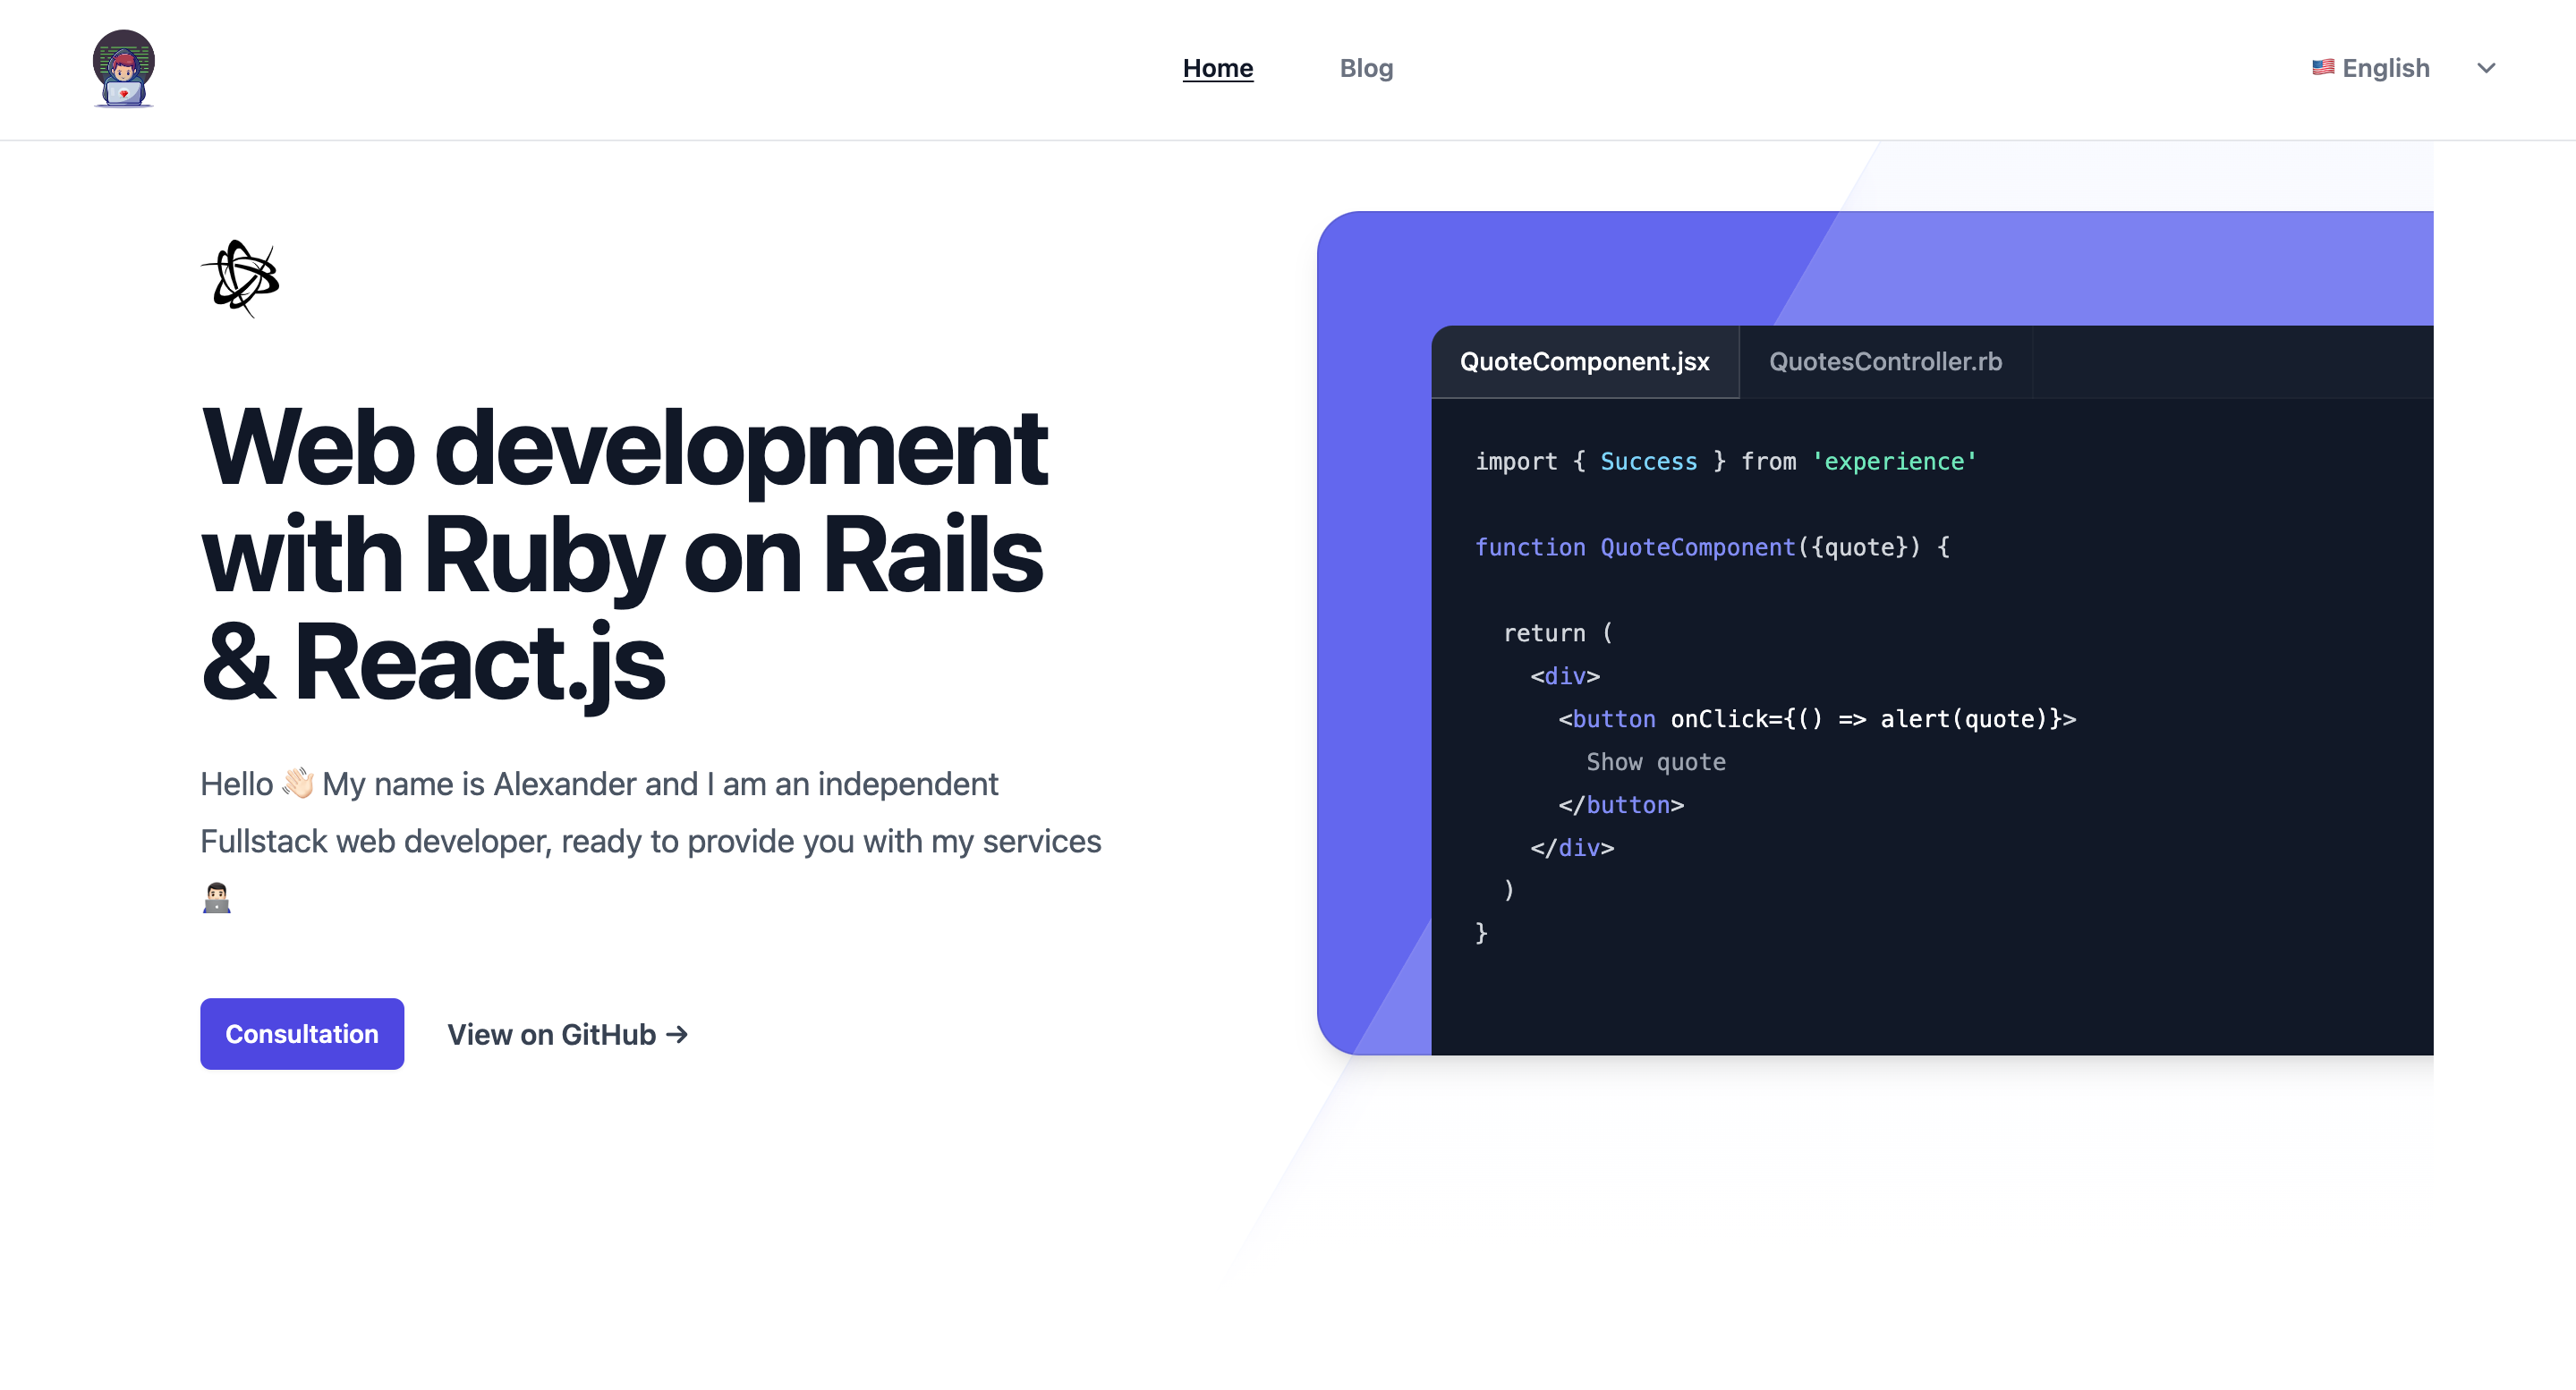 Home
Blog
🇺🇸 English
Web development
with Ruby on Rails
& React.js
Hello 👋🏻 My name is Alexander and I am an independent
Fullstack web developer, ready to provide you with my services
👨🏻‍💻
Consultation
View on GitHub →
QuoteComponent.jsx
QuotesController.rb
import { Success } from 'experience'
function QuoteComponent({quote}) {
  return (
    <div>
      <button onClick={() => alert(quote)}>
        Show quote
      </button>
    </div>
  )
}